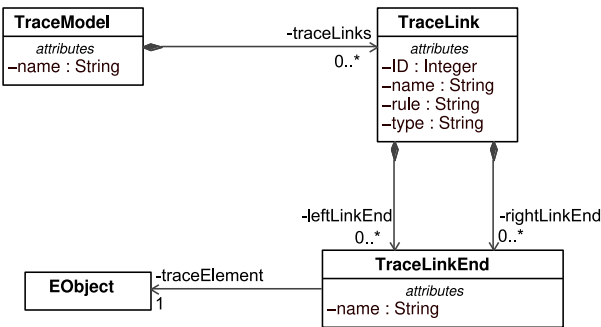 TraceModel
attributes
–name : String
-traceLinks
0..*
TraceLink
attributes
–ID : Integer
–name : String
–rule : String
–type : String
-leftLinkEnd
0..*
-rightLinkEnd
0..*
EObject
-traceElement
1
TraceLinkEnd
attributes
–name : String